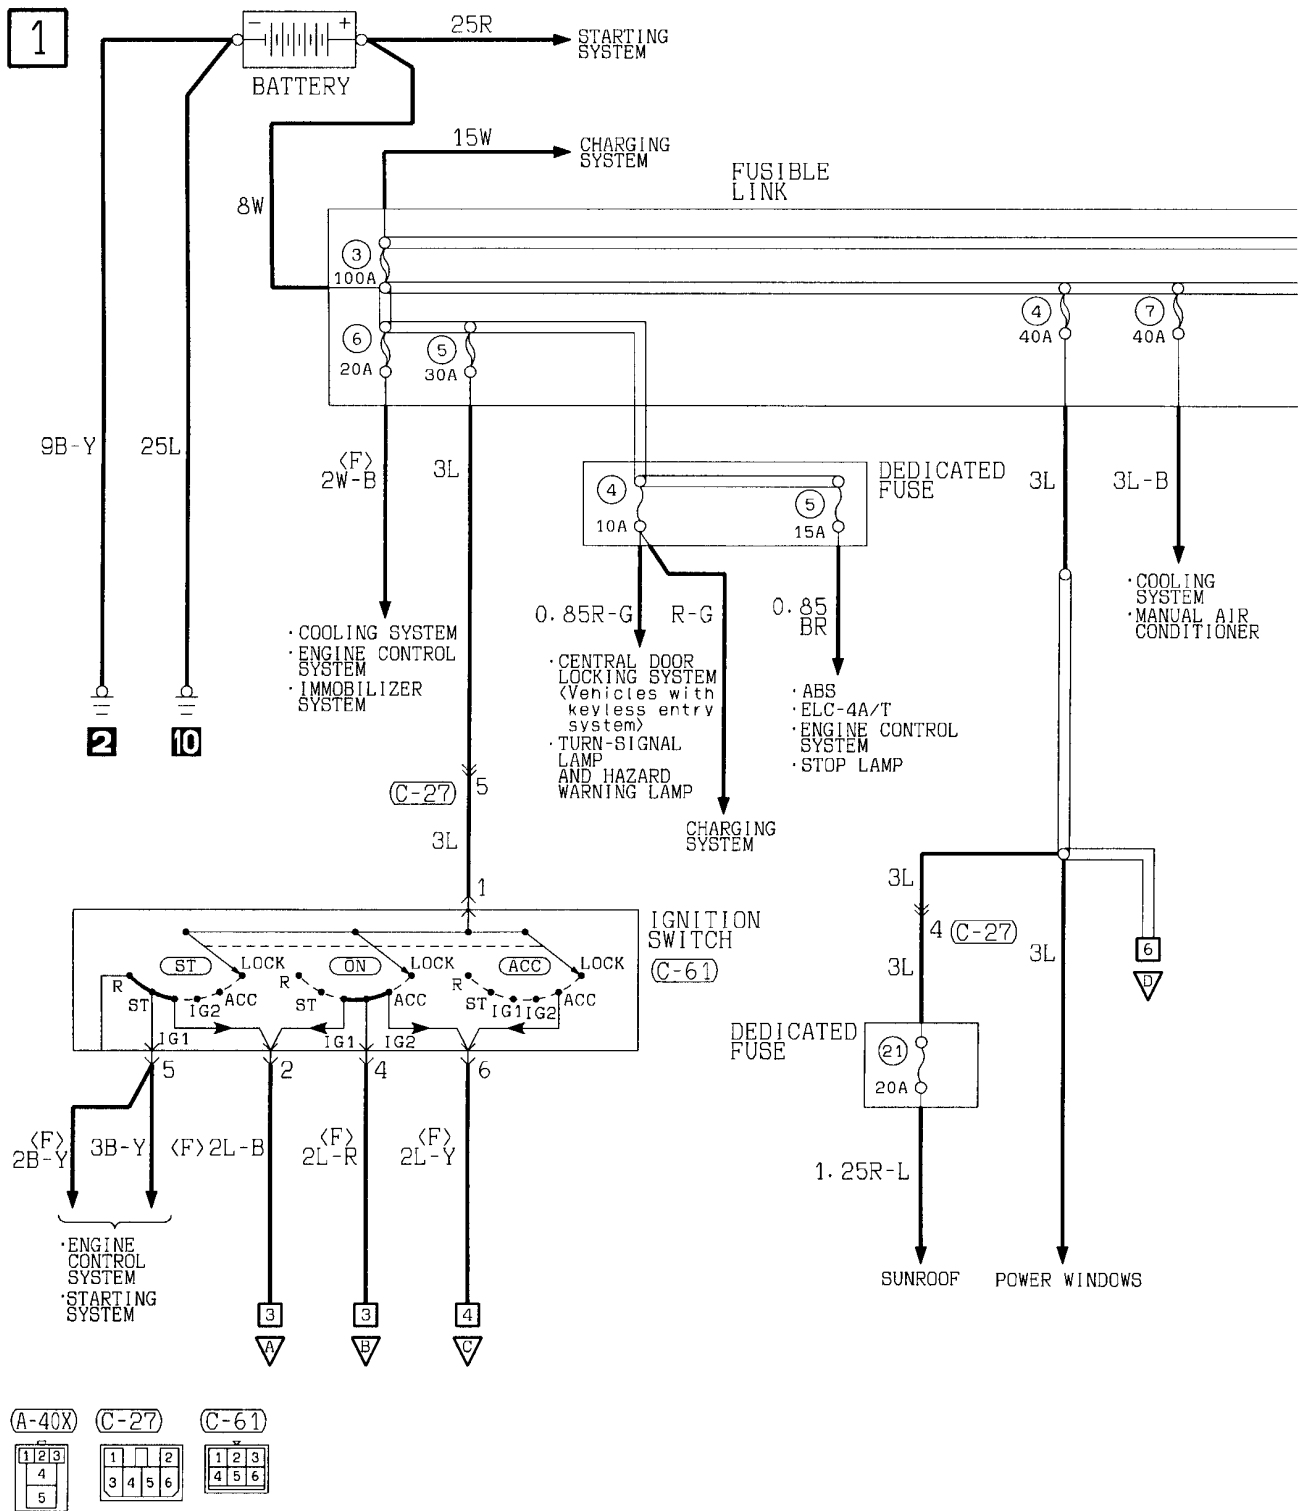 1
- +
25R
STARTING
SYSTEM
BATTERY
15W
CHARGING
SYSTEM
FUSIBLE
LINK
8W
3
100A
4
40A
7
40A
6
20A
5
30A
9B-Y
25L
<F>
2W-B
3L
DEDICATED
FUSE
4
10A
5
15A
3L
3L-B
·COOLING
SYSTEM
·MANUAL AIR
CONDITIONER
0.85R-G
R-G
0.85
BR
·COOLING SYSTEM
·ENGINE CONTROL
SYSTEM
·IMMOBILIZER
SYSTEM
·CENTRAL DOOR
LOCKING SYSTEM
<Vehicles with
keyless entry
system>
·TURN-SIGNAL
LAMP
AND HAZARD
WARNING LAMP
·ABS
·ELC-4A/T
·ENGINE CONTROL
SYSTEM
·STOP LAMP
2
10
C-27
5
CHARGING
SYSTEM
3L
3L
1
IGNITION
SWITCH
C-61
4
C-27
3L
3L
6
D
ST
LOCK
ON
LOCK
ACC
LOCK
R
ST
IG2
ACC
R
ST
ACC
R
ST
IG1
IG2
ACC
IG1
IG1
IG2
5
2
4
6
DEDICATED
FUSE
21
20A
<F>
2B-Y
3B-Y
<F>2L-B
<F>
2L-R
<F>
2L-Y
1.25R-L
·ENGINE
CONTROL
SYSTEM
·STARTING
SYSTEM
SUNROOF
POWER WINDOWS
3
A
3
B
4
C
A-40X
C-27
C-61
1 2 3
4
5
1 2
3 4 5 6
1 2 3
4 5 6